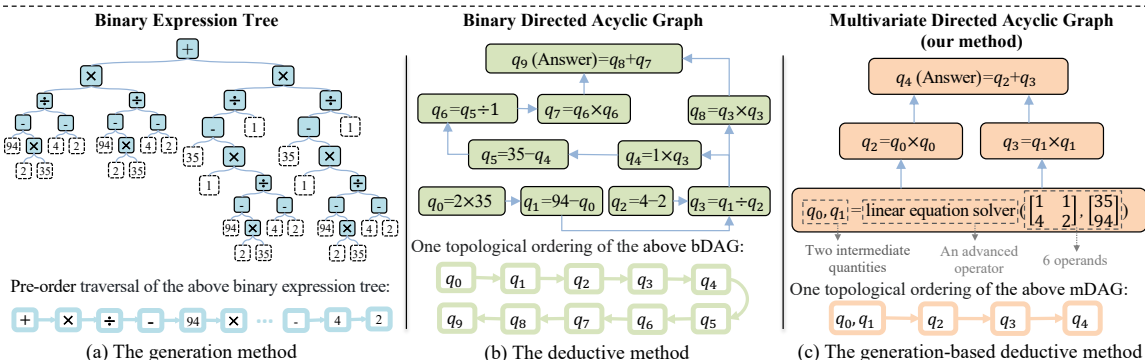 Binary Expression Tree
+
× ×
÷ ÷ ÷ ÷
- - - - - 1 - 1
94 × 4 2 94 × 4 2 35 × 35 ×
2 35 2 35 1 ÷ 1 ÷
- - - -
94 × 4 2 94 × 4 2
2 35 2 35
Pre-order traversal of the above binary expression tree:
+ × ÷ - 94 × ··· - 4 2
(a) The generation method
Binary Directed Acyclic Graph
q₉ (Answer)=q₈+q₇
q₆=q₅÷1 q₇=q₆×q₆ q₈=q₃×q₃
q₅=35−q₄ q₄=1×q₃
q₀=2×35 q₁=94−q₀ q₂=4−2 q₃=q₁÷q₂
One topological ordering of the above bDAG:
q₀ q₁ q₂ q₃ q₄
q₉ q₈ q₇ q₆ q₅
(b) The deductive method
Multivariate Directed Acyclic Graph
(our method)
q₄ (Answer)=q₂+q₃
q₂=q₀×q₀ q₃=q₁×q₁
q₀, q₁=linear equation solver([1 1 4 2], [35 94])
Two intermediate quantities
An advanced operator
6 operands
One topological ordering of the above mDAG:
q₀, q₁ q₂ q₃ q₄
(c) The generation-based deductive method